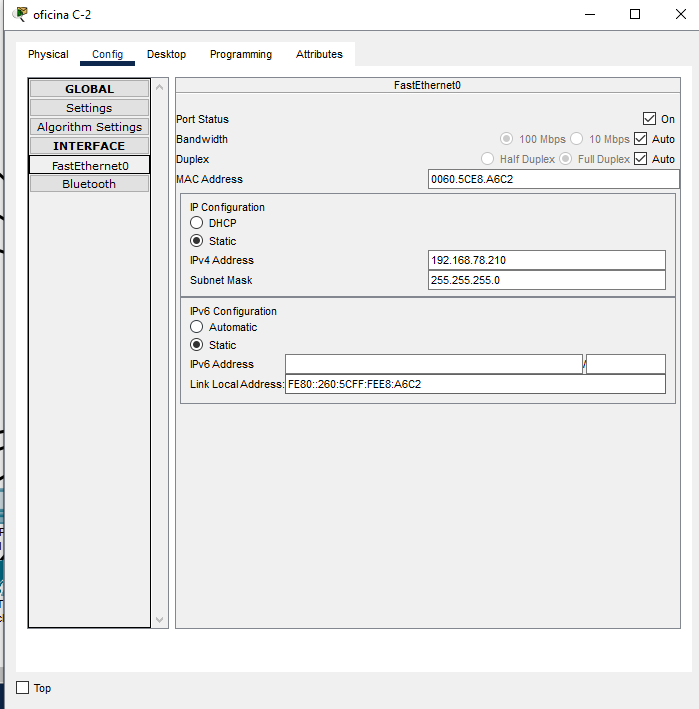 oficina C-2
Physical Config Desktop Programming Attributes
GLOBAL
Settings
Algorithm Settings
INTERFACE
FastEthernet0
Bluetooth
FastEthernet0
Port Status On
Bandwidth 100 Mbps 10 Mbps Auto
Duplex Half Duplex Full Duplex Auto
MAC Address 0060.5CE8.A6C2
IP Configuration
DHCP
Static
IPv4 Address 192.168.78.210
Subnet Mask 255.255.255.0
IPv6 Configuration
Automatic
Static
IPv6 Address /
Link Local Address: FE80::260:5CFF:FEE8:A6C2
Top